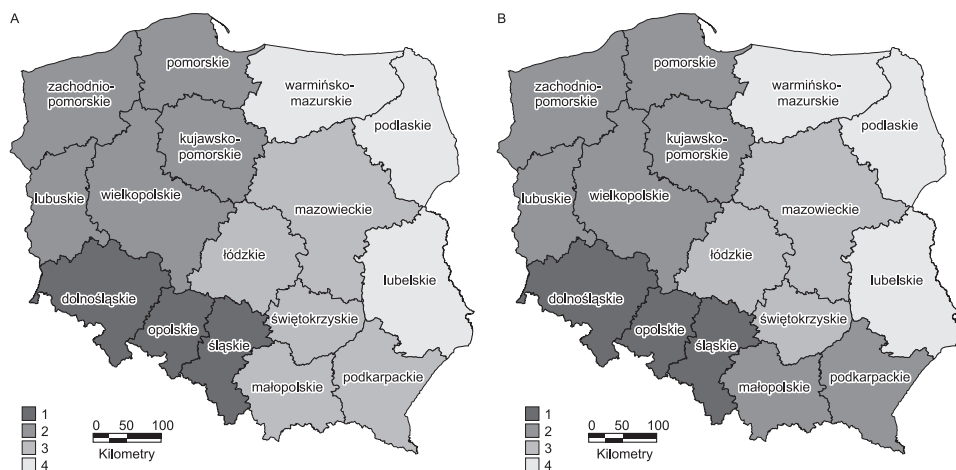 A
pomorskie
zachodnio-
pomorskie
warmińsko-
mazurskie
podlaskie
kujawsko-
pomorskie
lubuskie
wielkopolskie
mazowieckie
łódzkie
lubelskie
dolnośląskie
opolskie
śląskie
świętokrzyskie
małopolskie
podkarpackie
1
2
3
4
0 50 100
Kilometry
B
pomorskie
zachodnio-
pomorskie
warmińsko-
mazurskie
podlaskie
kujawsko-
pomorskie
lubuskie
wielkopolskie
mazowieckie
łódzkie
lubelskie
dolnośląskie
opolskie
śląskie
świętokrzyskie
małopolskie
podkarpackie
1
2
3
4
0 50 100
Kilometry